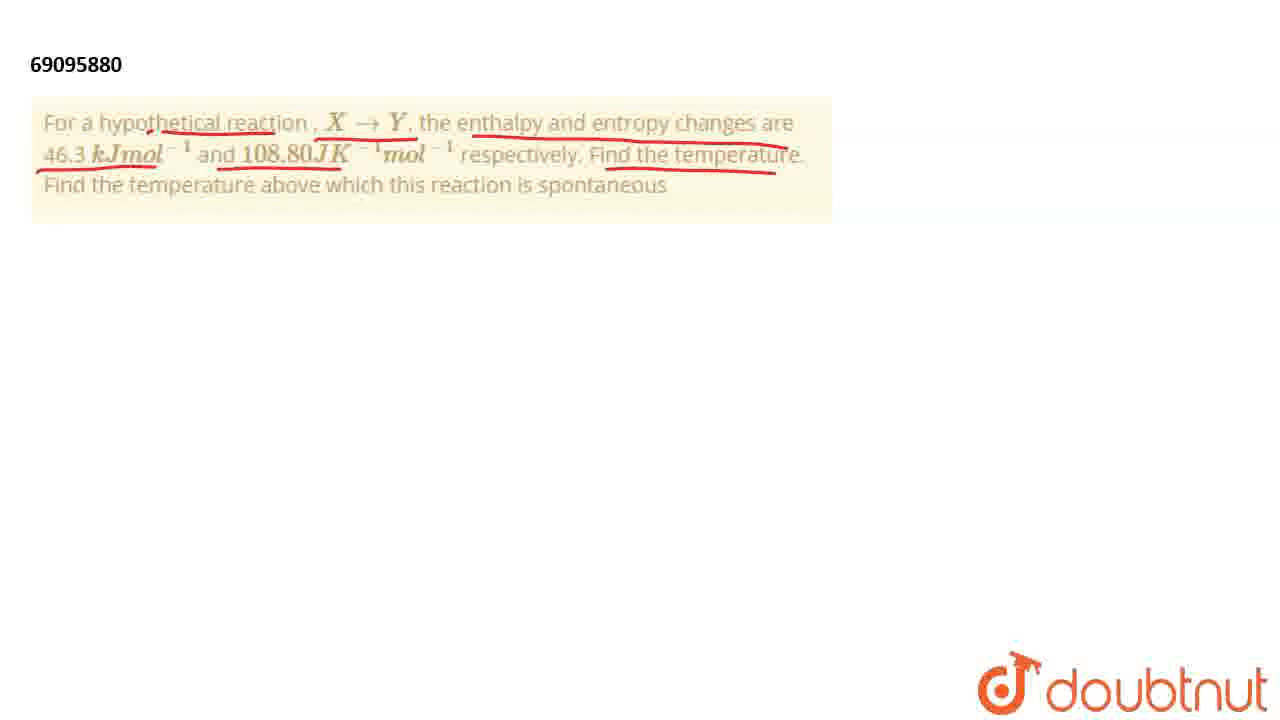 69095880
For a hypothetical reaction , X → Y, the enthalpy and entropy changes are
46.3 kJmol⁻¹ and 108.80JK⁻¹mol⁻¹ respectively. Find the temperature.
Find the temperature above which this reaction is spontaneous
doubtnut